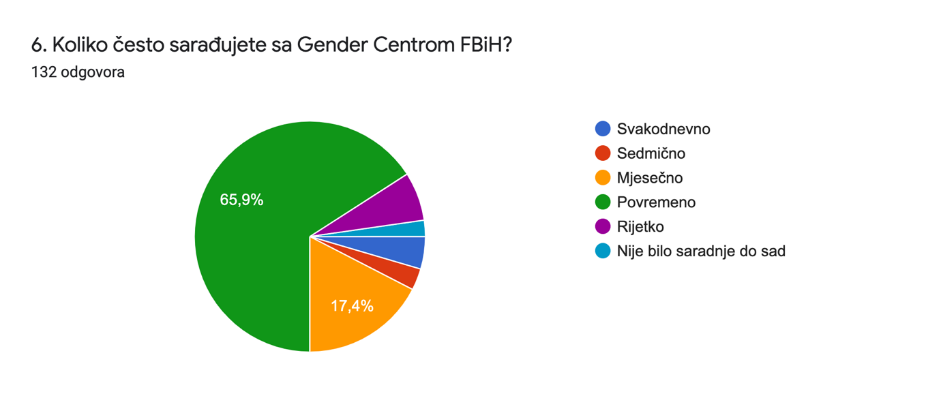 6. Koliko često sarađujete sa Gender Centrom FBiH?
132 odgovora
65,9%
17,4%
Svakodnevno
Sedmično
Mjesečno
Povremeno
Rijetko
Nije bilo saradnje do sad